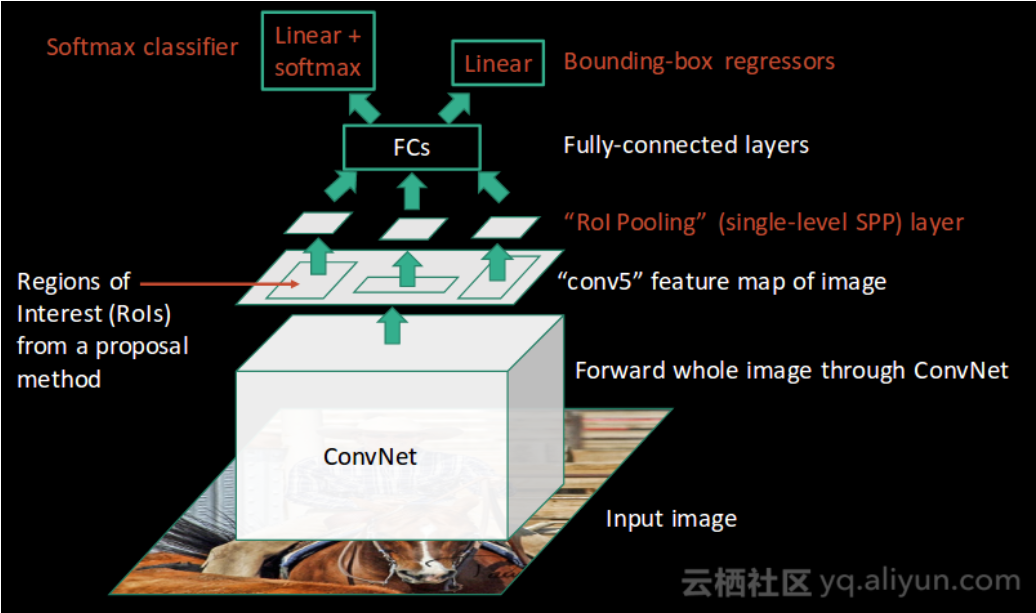 Softmax classifier
Linear +
softmax
Linear
Bounding-box regressors
FCs
Fully-connected layers
“RoI Pooling” (single-level SPP) layer
Regions of
Interest (RoIs)
from a proposal
method
“conv5” feature map of image
Forward whole image through ConvNet
ConvNet
Input image
云栖社区 yq.aliyun.com